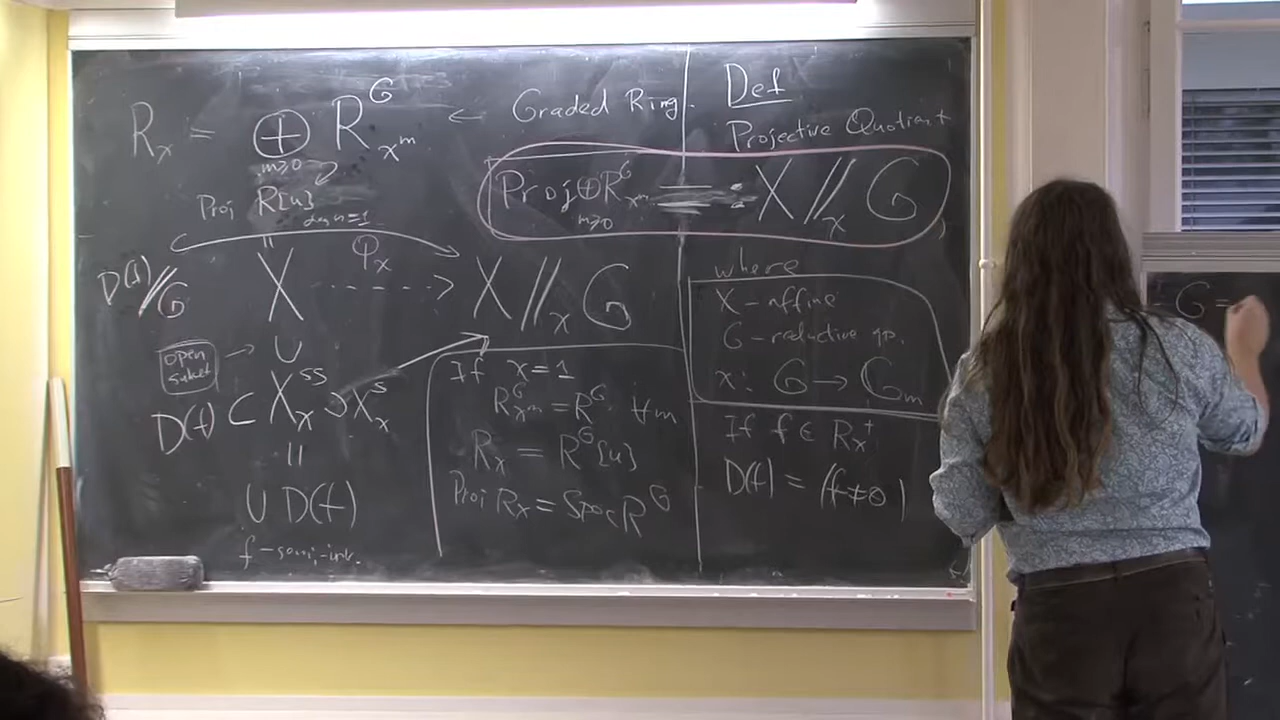 R_χ = ⊕_{m≥0} R^G_{χ^m} ← Graded Ring
Proj R[u]
deg u=1
D(f)//G
φ_χ
X ⇢ X //_χ G
open
subset →
∪
D(f) ⊂ X^{ss}_χ ⊃ X^s_χ
=
∪ D(f)
f - semi-inv.
If χ=1
R^G_{χ^m} = R^G ∀m
R_χ = R^G[u]
Proj R_χ = Spec R^G
Def
Projective Quotient
Proj ⊕_{m≥0} R^G_{χ^m} =: X //_χ G
where
X - affine
G - reductive gp.
χ: G → G_m
If f ∈ R^+_χ
D(f) = (f≠0)
G =